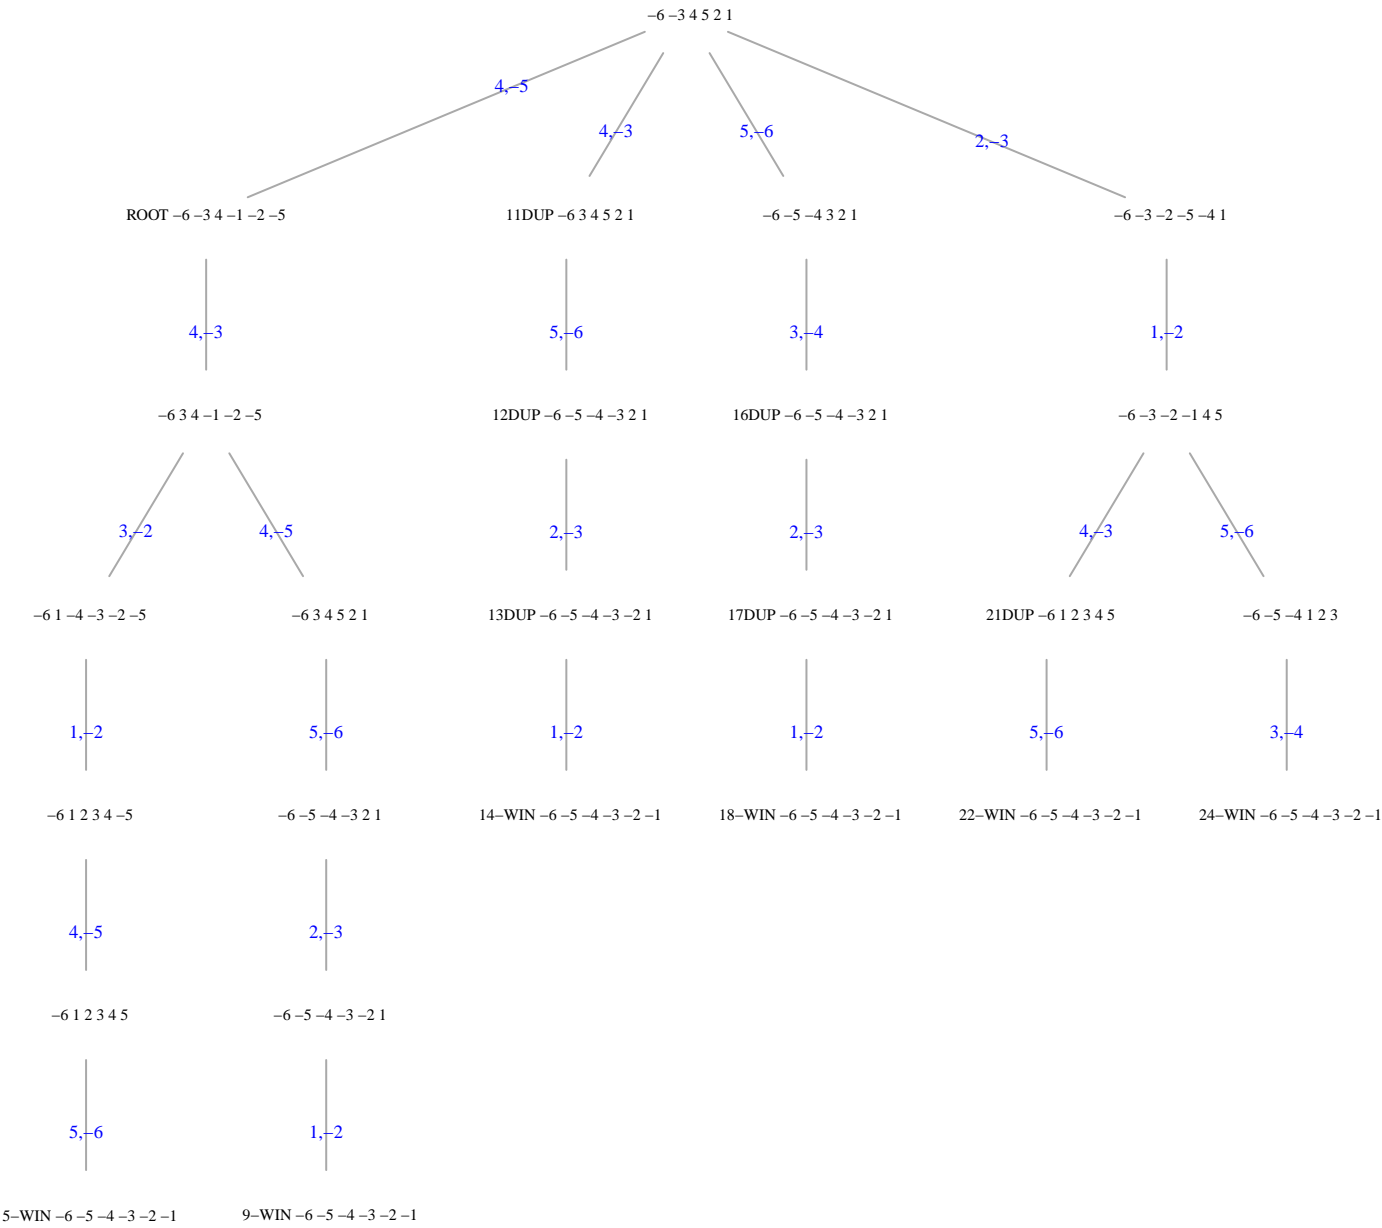 −6 −3 4 5 2 1
4,−5
4,−3
5,−6
2,−3
ROOT −6 −3 4 −1 −2 −5
11DUP −6 3 4 5 2 1
−6 −5 −4 3 2 1
−6 −3 −2 −5 −4 1
4,−3
5,−6
3,−4
1,−2
−6 3 4 −1 −2 −5
12DUP −6 −5 −4 −3 2 1
16DUP −6 −5 −4 −3 2 1
−6 −3 −2 −1 4 5
3,−2
4,−5
2,−3
2,−3
4,−3
5,−6
−6 1 −4 −3 −2 −5
−6 3 4 5 2 1
13DUP −6 −5 −4 −3 −2 1
17DUP −6 −5 −4 −3 −2 1
21DUP −6 1 2 3 4 5
−6 −5 −4 1 2 3
1,−2
5,−6
1,−2
1,−2
5,−6
3,−4
−6 1 2 3 4 −5
−6 −5 −4 −3 2 1
14−WIN −6 −5 −4 −3 −2 −1
18−WIN −6 −5 −4 −3 −2 −1
22−WIN −6 −5 −4 −3 −2 −1
24−WIN −6 −5 −4 −3 −2 −1
4,−5
2,−3
−6 1 2 3 4 5
−6 −5 −4 −3 −2 1
5,−6
1,−2
5−WIN −6 −5 −4 −3 −2 −1
9−WIN −6 −5 −4 −3 −2 −1